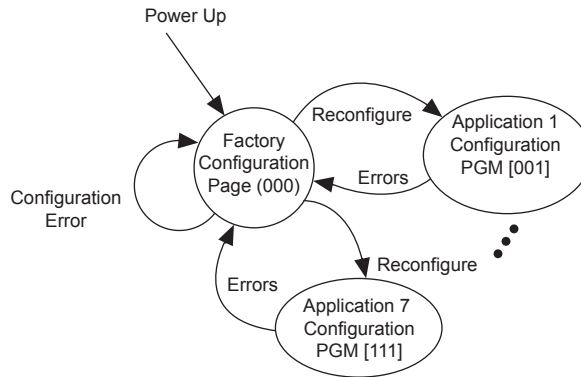 Power Up
Reconfigure
Factory
Configuration
Page (000)
Application 1
Configuration
PGM [001]
Errors
Configuration
Error
Reconfigure
Errors
Application 7
Configuration
PGM [111]